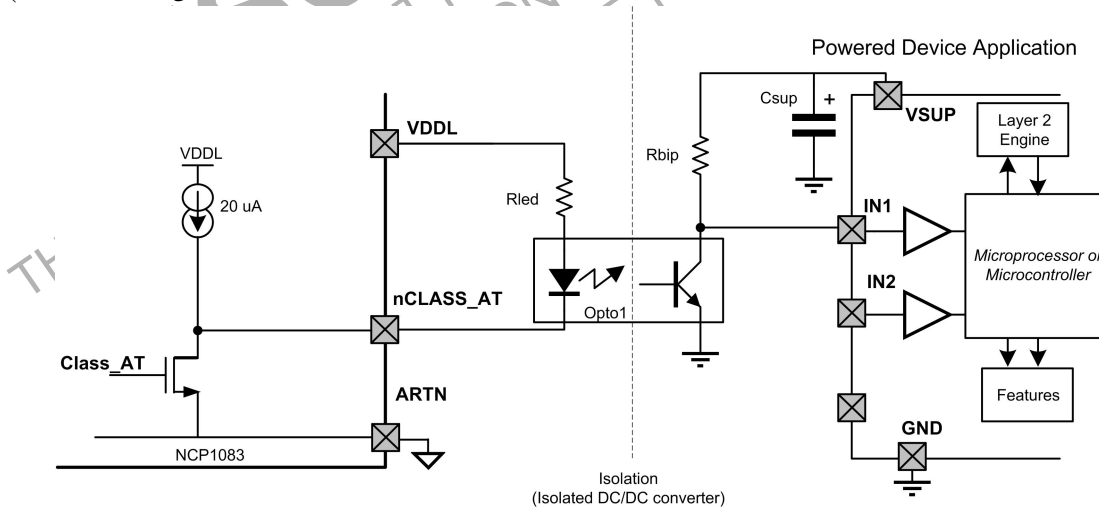 Powered Device Application
Csup
+
VSUP
Layer 2
Engine
VDDL
VDDL
Rbip
20 uA
Rled
IN1
Microprocessor or
Microcontroller
nCLASS_AT
IN2
Opto1
Class_AT
ARTN
Features
GND
NCP1083
Isolation
(Isolated DC/DC converter)